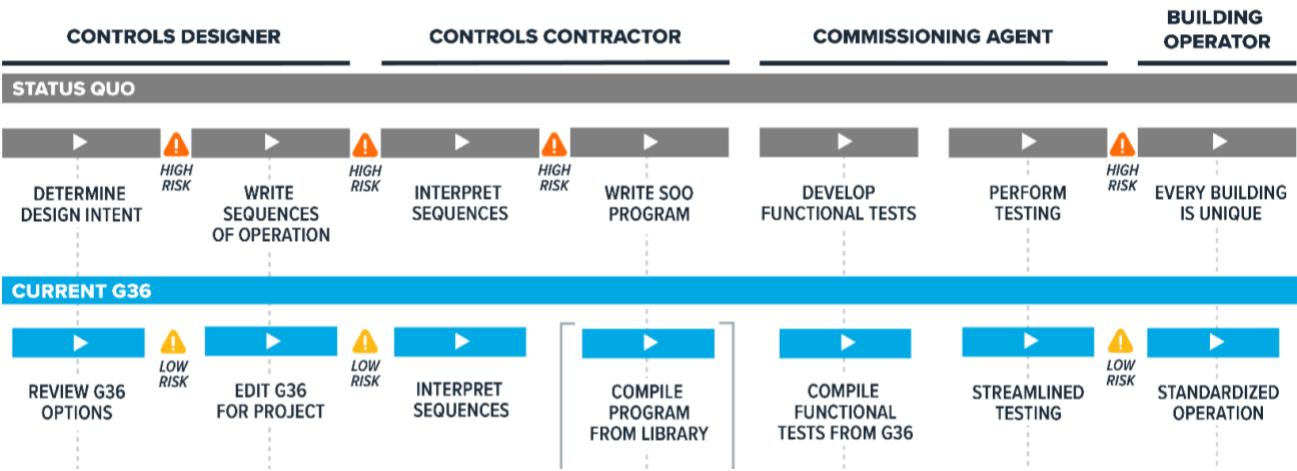 CONTROLS DESIGNER
CONTROLS CONTRACTOR
COMMISSIONING AGENT
BUILDING
OPERATOR
STATUS QUO
HIGH
RISK
HIGH
RISK
HIGH
RISK
HIGH
RISK
DETERMINE
DESIGN INTENT
WRITE
SEQUENCES
OF OPERATION
INTERPRET
SEQUENCES
WRITE SOO
PROGRAM
DEVELOP
FUNCTIONAL TESTS
PERFORM
TESTING
EVERY BUILDING
IS UNIQUE
CURRENT G36
LOW
RISK
LOW
RISK
LOW
RISK
REVIEW G36
OPTIONS
EDIT G36
FOR PROJECT
INTERPRET
SEQUENCES
COMPILE
PROGRAM
FROM LIBRARY
COMPILE
FUNCTIONAL
TESTS FROM G36
STREAMLINED
TESTING
STANDARDIZED
OPERATION